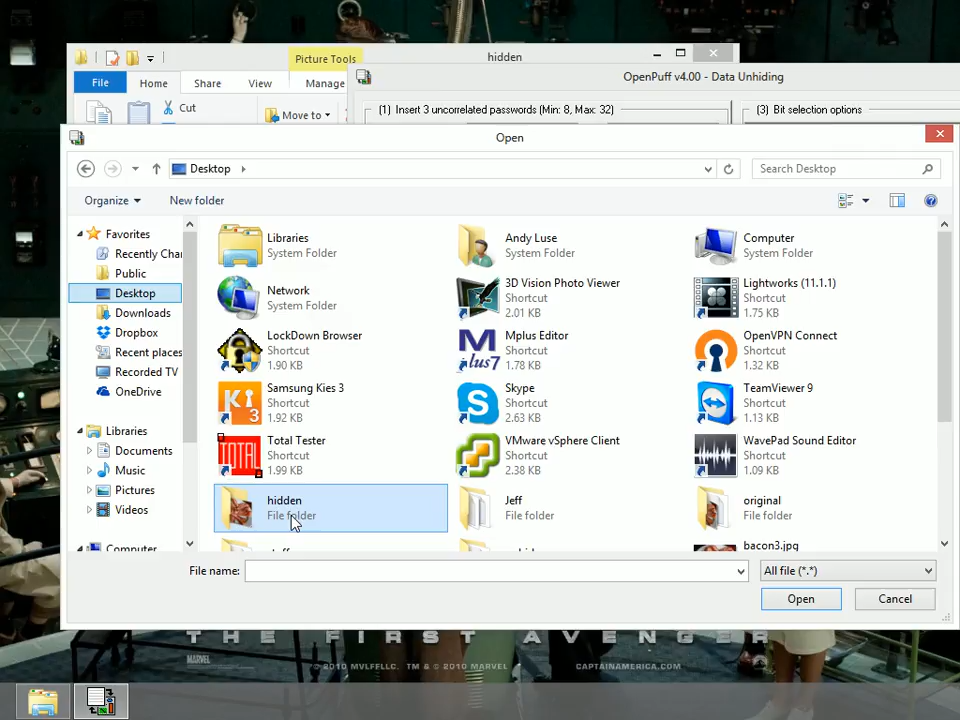 Picture Tools
hidden
File
Home
Share
View
Manage
OpenPuff v4.00 - Data Unhiding
Cut
Move to
(1) Insert 3 uncorrelated passwords (Min: 8, Max: 32)
(3) Bit selection options
Open
Desktop
Search Desktop
Organize
New folder
Favorites
Recently Cha
Public
Desktop
Downloads
Dropbox
Recent places
Recorded TV
OneDrive
Libraries
Documents
Music
Pictures
Videos
Computer
Libraries
System Folder
Andy Luse
System Folder
Computer
System Folder
Network
System Folder
3D Vision Photo Viewer
Shortcut
2.01 KB
Lightworks (11.1.1)
Shortcut
1.75 KB
LockDown Browser
Shortcut
1.90 KB
Mplus Editor
Shortcut
1.78 KB
OpenVPN Connect
Shortcut
1.32 KB
Samsung Kies 3
Shortcut
1.92 KB
Skype
Shortcut
2.63 KB
TeamViewer 9
Shortcut
1.13 KB
Total Tester
Shortcut
1.99 KB
VMware vSphere Client
Shortcut
2.38 KB
WavePad Sound Editor
Shortcut
1.09 KB
hidden
File folder
Jeff
File folder
original
File folder
bacon3.jpg
File name:
All file (*.*)
Open
Cancel
THE FIRST AVENGER
MARVEL
© 2010 MVLFFLLC. TM & © 2010 MARVEL
CAPTAINAMERICA.COM